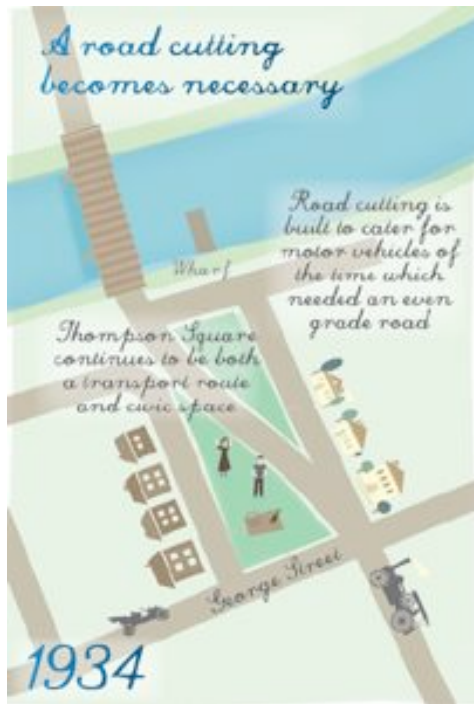 A road cutting
becomes necessary
Road cutting is
built to cater for
motor vehicles of
the time which
needed an even
grade road
Wharf
Thompson Square
continues to be both
a transport route
and civic space
George Street
1934